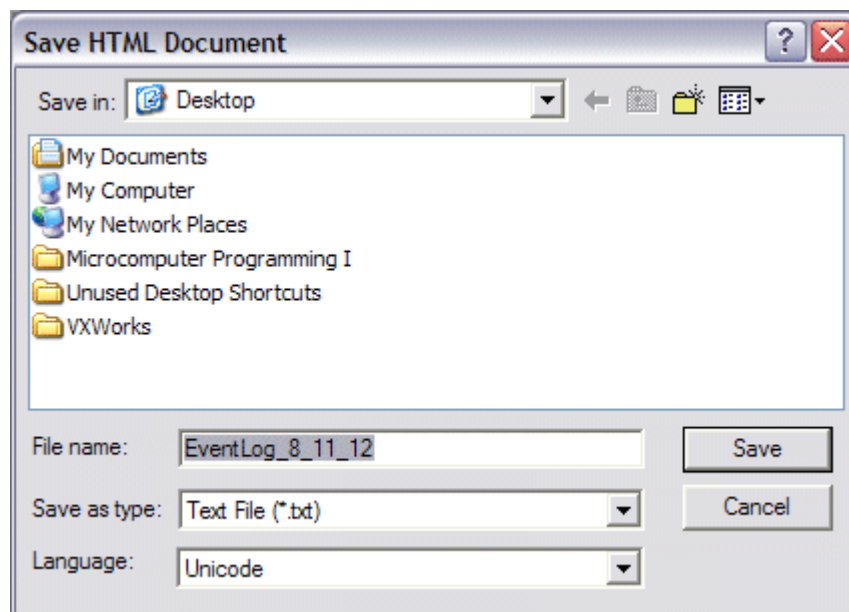 Save HTML Document
Save in: Desktop
My Documents
My Computer
My Network Places
Microcomputer Programming I
Unused Desktop Shortcuts
VXWorks
File name: EventLog_8_11_12 Save
Save as type: Text File (*.txt) Cancel
Language: Unicode